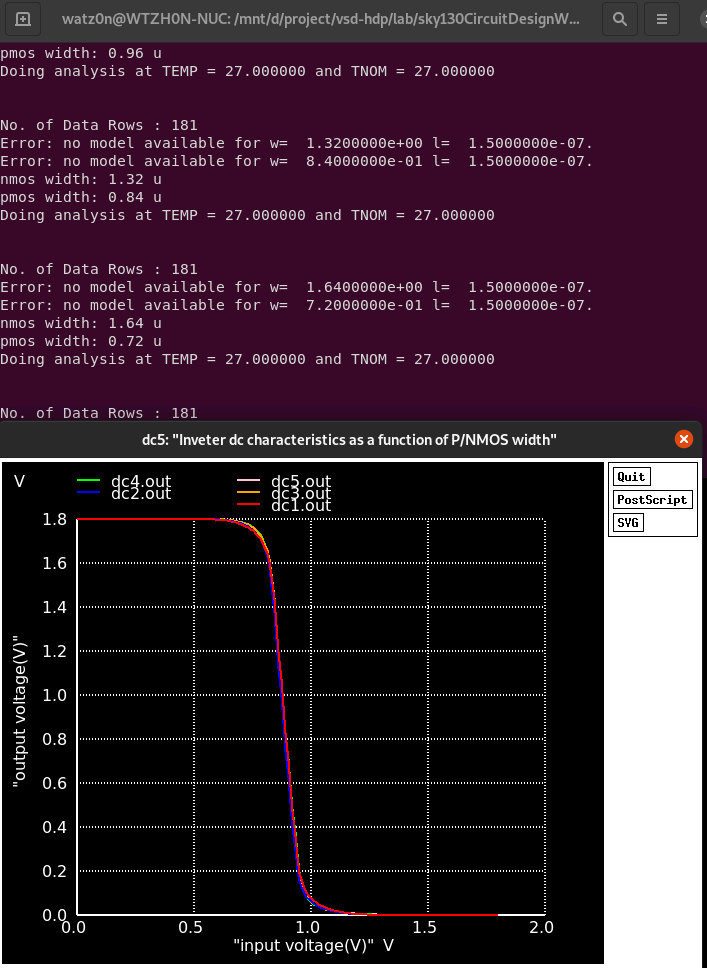 watz0n@WTZH0N-NUC: /mnt/d/project/vsd-hdp/lab/sky130CircuitDesignW...
pmos width: 0.96 u
Doing analysis at TEMP = 27.000000 and TNOM = 27.000000
No. of Data Rows : 181
Error: no model available for w=  1.3200000e+00 l=  1.5000000e-07.
Error: no model available for w=  8.4000000e-01 l=  1.5000000e-07.
nmos width: 1.32 u
pmos width: 0.84 u
Doing analysis at TEMP = 27.000000 and TNOM = 27.000000
No. of Data Rows : 181
Error: no model available for w=  1.6400000e+00 l=  1.5000000e-07.
Error: no model available for w=  7.2000000e-01 l=  1.5000000e-07.
nmos width: 1.64 u
pmos width: 0.72 u
Doing analysis at TEMP = 27.000000 and TNOM = 27.000000
No. of Data Rows : 181
dc5: "Inveter dc characteristics as a function of P/NMOS width"
V
dc4.out dc5.out
dc2.out dc3.out
dc1.out
Quit
PostScript
SVG
1.8
1.6
1.4
1.2
1.0
0.8
0.6
0.4
0.2
0.0
"output voltage(V)"
0.0 0.5 1.0 1.5 2.0
"input voltage(V)" V